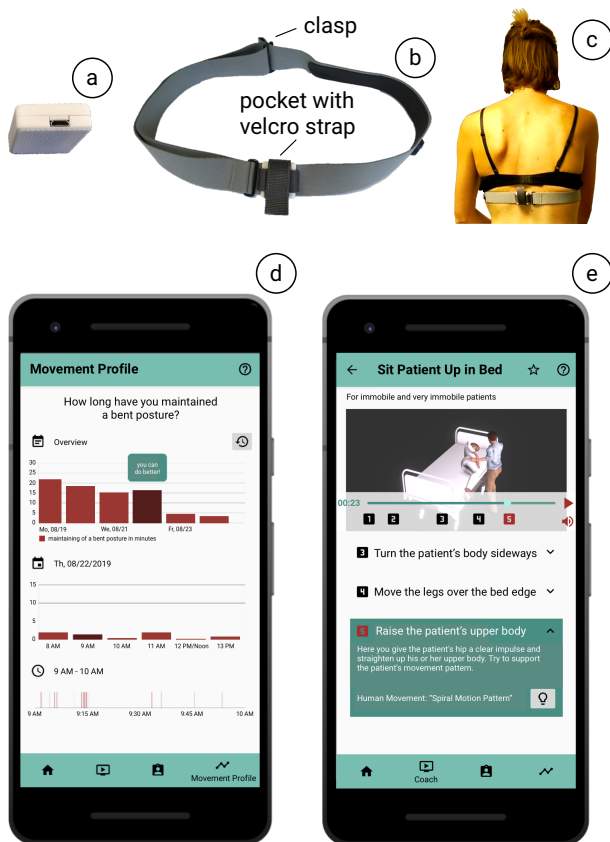 clasp
a
b
c
pocket with
velcro strap
d
e
Movement Profile
How long have you maintained
a bent posture?
Overview
you can
do better!
30
25
20
15
10
5
0
Mo, 08/19 We, 08/21 Fr, 08/23
maintaining of a bent posture in minutes
Th, 08/22/2019
15
10
5
0
8 AM 9 AM 10 AM 11 AM 12 PM/Noon 13 PM
9 AM - 10 AM
9 AM 9:15 AM 9:30 AM 9:45 AM 10 AM
Movement Profile
Sit Patient Up in Bed
For immobile and very immobile patients
00:23
1 2 3 4 5
3 Turn the patient's body sideways
4 Move the legs over the bed edge
5 Raise the patient's upper body
Here you give the patient's hip a clear impulse and
straighten up his or her upper body. Try to support
the patient's movement pattern.
Human Movement: “Spiral Motion Pattern”
Coach